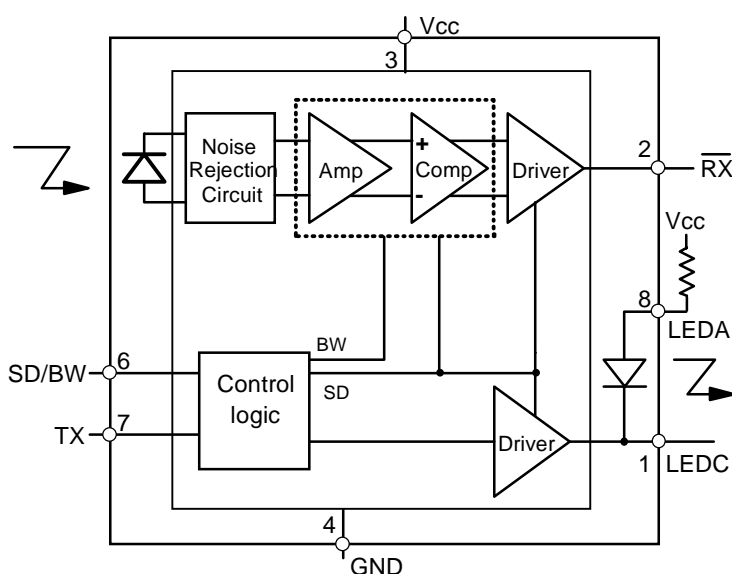 Vcc
3
Noise
Rejection
Circuit
Amp
+
-
Comp
Driver
2
R̅X̅
Vcc
8
LEDA
BW
SD/BW
6
SD
Control
logic
TX
7
Driver
1
LEDC
4
GND